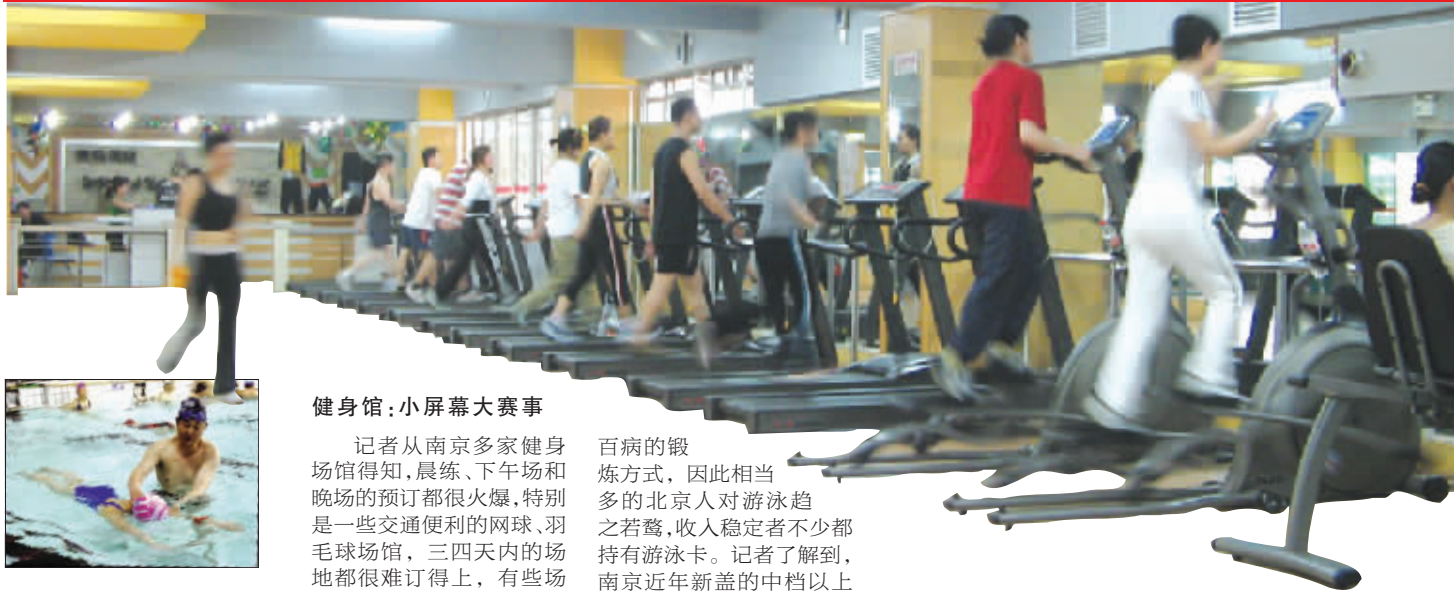 健身馆：小屏幕大赛事
记者从南京多家健身
场馆得知，晨练、下午场和
晚场的预订都很火爆，特别
是一些交通便利的网球、羽
毛球场馆，三四天内的场
地都很难订得上，有些场
百病的锻
炼方式，因此相当
多的北京人对游泳趋
之若鹜，收入稳定者不少都
持有游泳卡。记者了解到，
南京近年新盖的中档以上